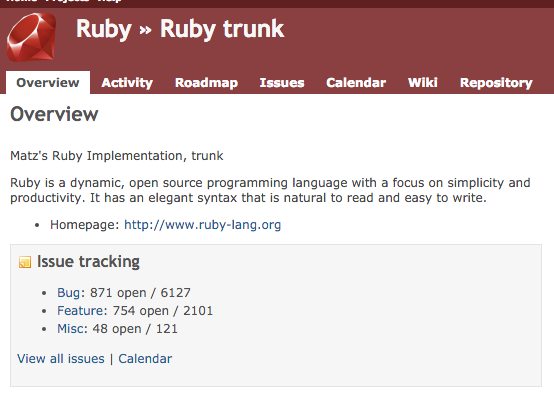 Home Projects Help
Ruby » Ruby trunk
Overview Activity Roadmap Issues Calendar Wiki Repository
Overview
Matz's Ruby Implementation, trunk
Ruby is a dynamic, open source programming language with a focus on simplicity and
productivity. It has an elegant syntax that is natural to read and easy to write.
• Homepage: http://www.ruby-lang.org
Issue tracking
• Bug: 871 open / 6127
• Feature: 754 open / 2101
• Misc: 48 open / 121
View all issues | Calendar